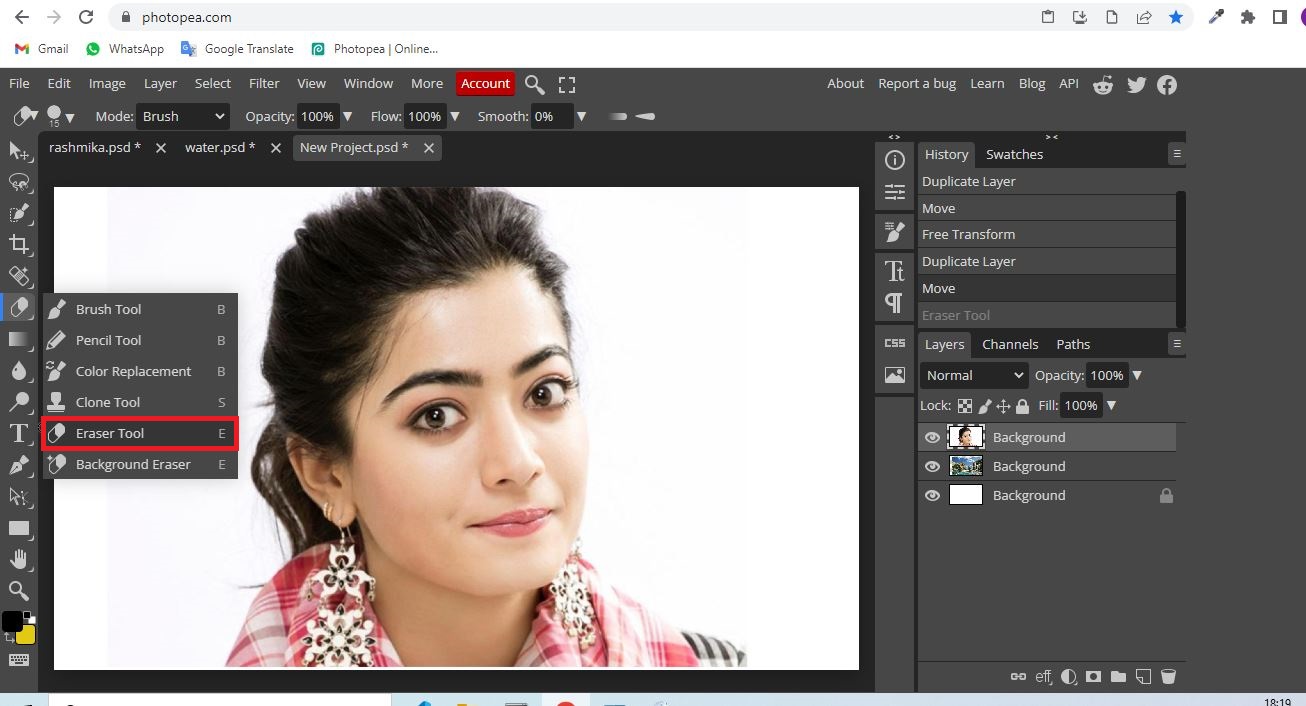 photopea.com
Gmail WhatsApp Google Translate Photopea | Online...
File Edit Image Layer Select Filter View Window More Account About Report a bug Learn Blog API
15 Mode: Brush Opacity: 100% Flow: 100% Smooth: 0%
rashmika.psd * water.psd * New Project.psd *
History Swatches
Duplicate Layer
Move
Free Transform
Duplicate Layer
Move
Eraser Tool
Brush Tool B
Pencil Tool B
Color Replacement B
Clone Tool S
Eraser Tool E
Background Eraser E
CSS
Layers Channels Paths
Normal Opacity: 100%
Lock: Fill: 100%
Background
Background
Background
eff
18:19